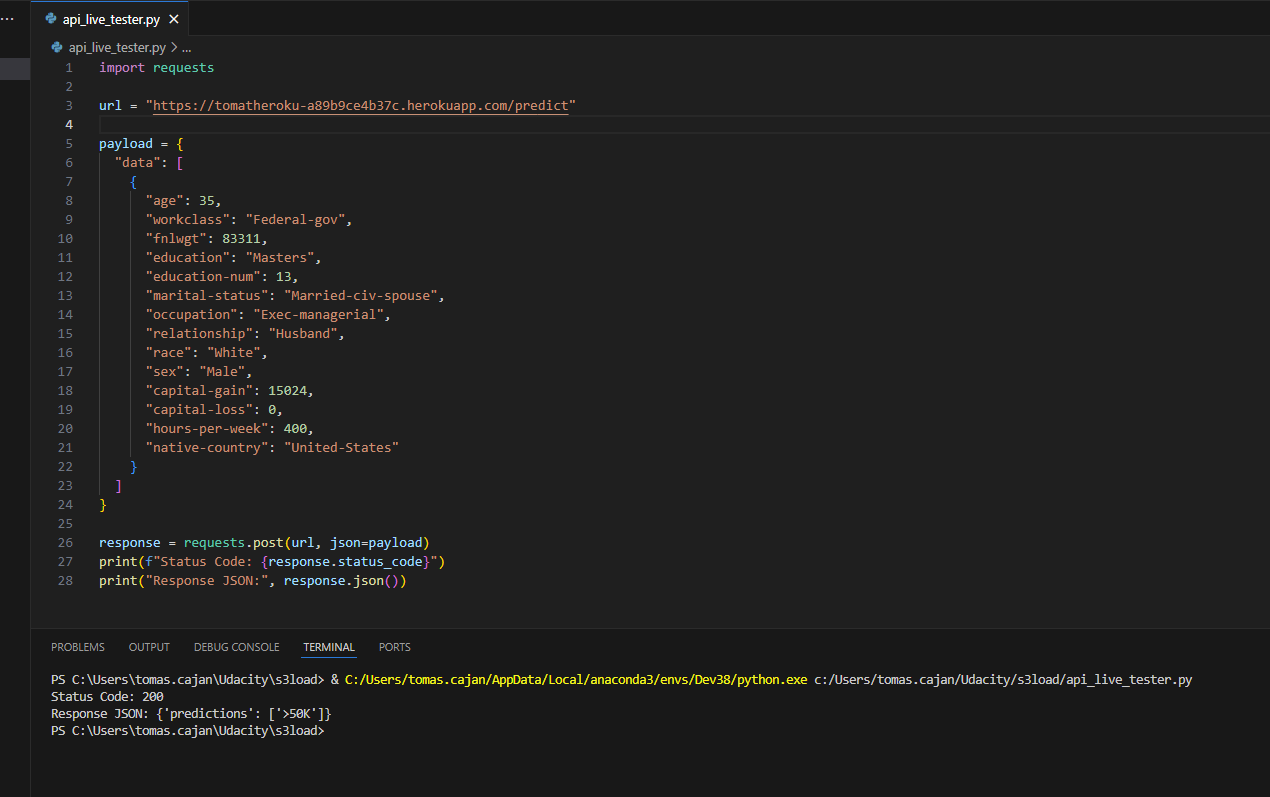 ... api_live_tester.py ×
api_live_tester.py > ...
1 import requests
2
3 url = "https://tomatheroku-a89b9ce4b37c.herokuapp.com/predict"
4
5 payload = {
6 "data": [
7 {
8 "age": 35,
9 "workclass": "Federal-gov",
10 "fnlwgt": 83311,
11 "education": "Masters",
12 "education-num": 13,
13 "marital-status": "Married-civ-spouse",
14 "occupation": "Exec-managerial",
15 "relationship": "Husband",
16 "race": "White",
17 "sex": "Male",
18 "capital-gain": 15024,
19 "capital-loss": 0,
20 "hours-per-week": 400,
21 "native-country": "United-States"
22 }
23 ]
24 }
25
26 response = requests.post(url, json=payload)
27 print(f"Status Code: {response.status_code}")
28 print("Response JSON:", response.json())
PROBLEMS OUTPUT DEBUG CONSOLE TERMINAL PORTS
PS C:\Users\tomas.cajan\Udacity\s3load> & C:/Users/tomas.cajan/AppData/Local/anaconda3/envs/Dev38/python.exe c:/Users/tomas.cajan/Udacity/s3load/api_live_tester.py
Status Code: 200
Response JSON: {'predictions': ['>50K']}
PS C:\Users\tomas.cajan\Udacity\s3load>